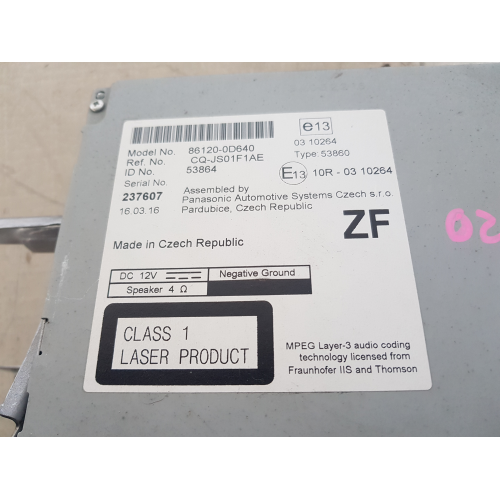 Model No. 86120-0D640
Ref. No. CQ-JS01F1AE
ID No. 53864
Serial No.
237607
16.03.16
Assembled by
Panasonic Automotive Systems Czech s.r.o.
Pardubice, Czech Republic
e13
03 10264
Type: 53860
E13 10R - 03 10264
ZF
Made in Czech Republic
DC 12V
Negative Ground
Speaker 4 Ω
CLASS 1
LASER PRODUCT
MPEG Layer-3 audio coding
technology licensed from
Fraunhofer IIS and Thomson
20